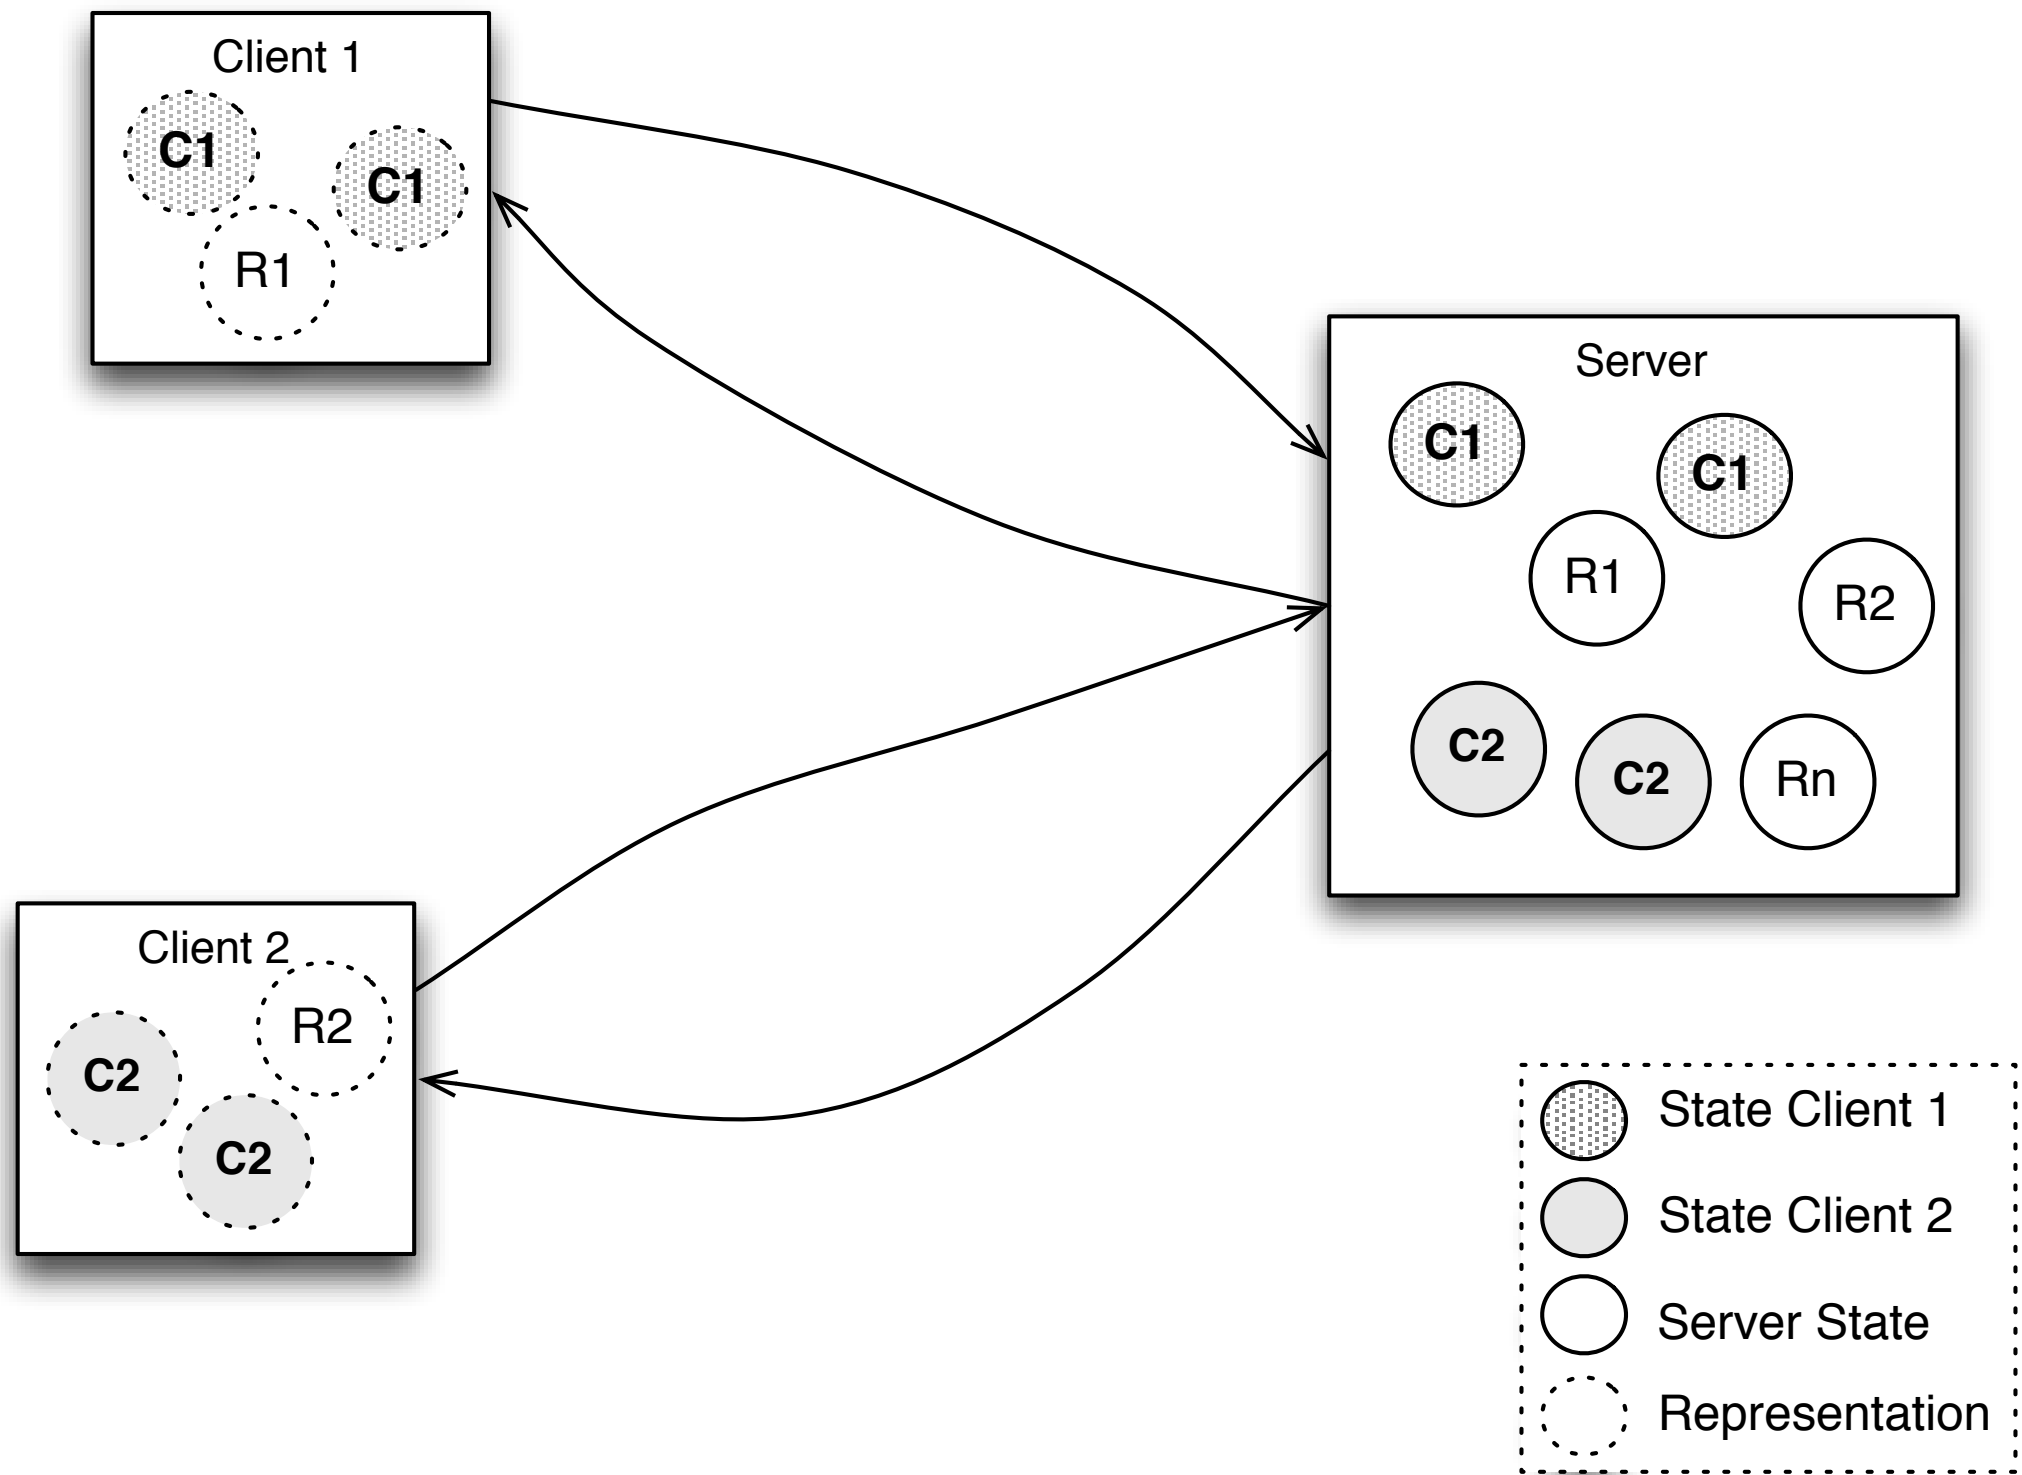 Client 1
C1
C1
R1
Server
C1
C1
R1
R2
C2
C2
Rn
Client 2
R2
C2
C2
State Client 1
State Client 2
Server State
Representation